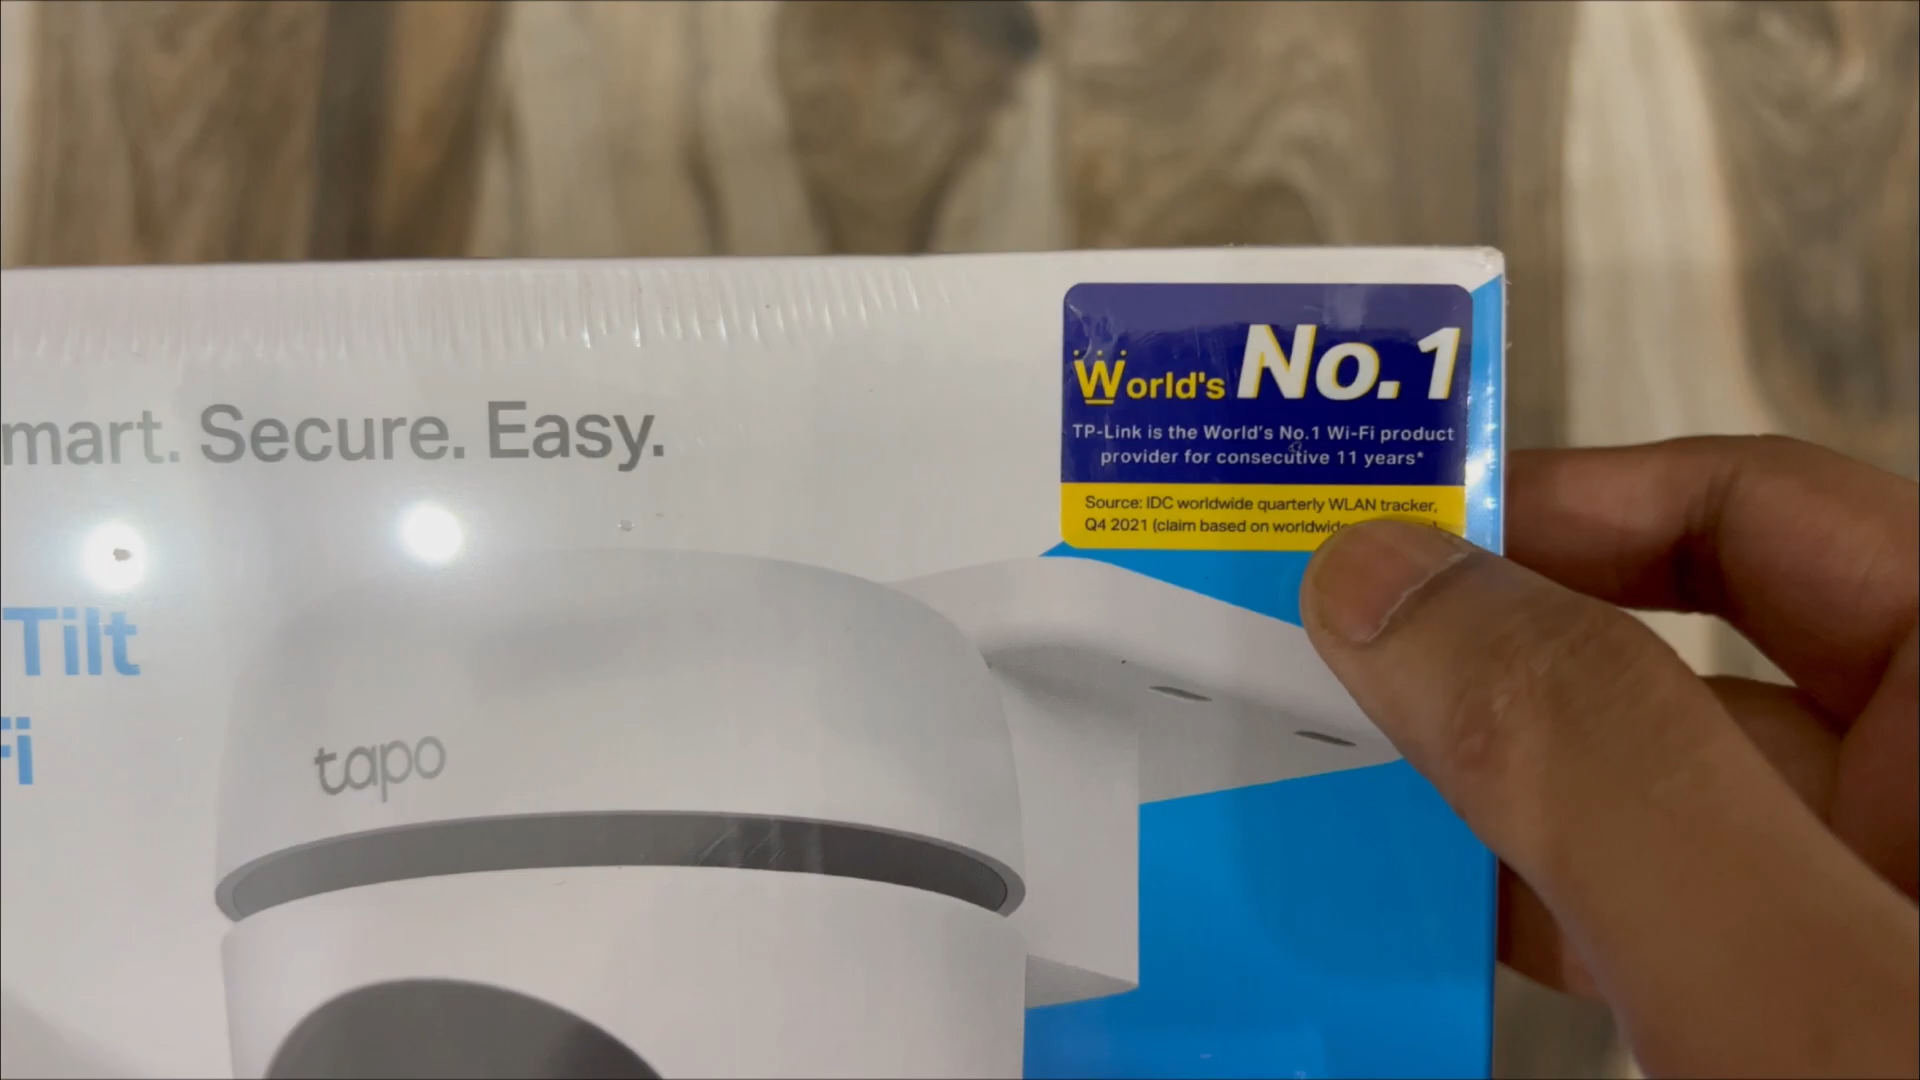 World's No.1
TP-Link is the World's No.1 Wi-Fi product
provider for consecutive 11 years*
Source: IDC worldwide quarterly WLAN tracker,
Q4 2021 (claim based on worldwide
mart. Secure. Easy.
Tilt
Fi
tapo